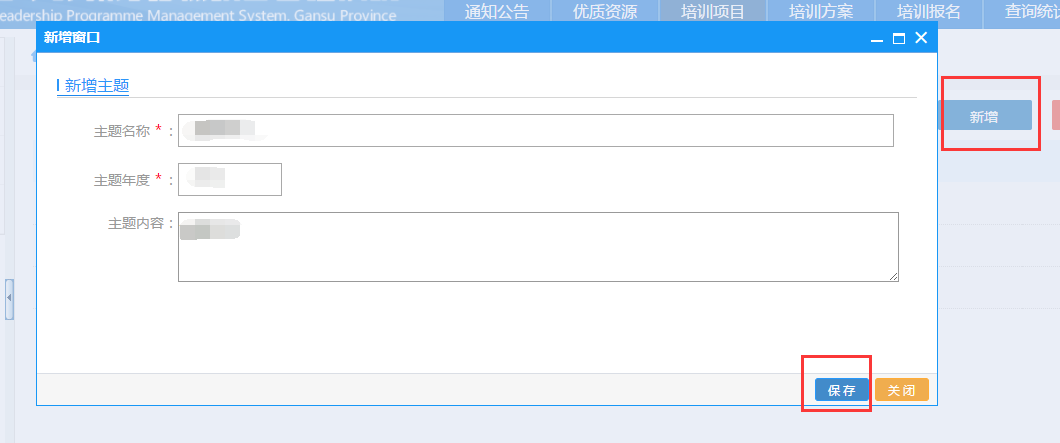 eadership Programme Management System, Gansu Province
通知公告 优质资源 培训项目 培训方案 培训报名 查询统计
新增窗口
新增主题
新增
主题名称 * :
主题年度 * :
主题内容 :
保存 关闭